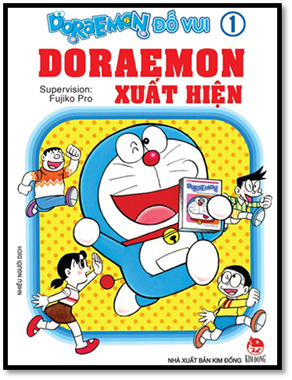 DORAEMON ĐỐ VUI 1
DORAEMON
XUẤT HIỆN
Supervision:
Fujiko Pro
NHIỀU NGƯỜI DỊCH
DORAEMON
NHÀ XUẤT BẢN KIM ĐỒNG
KIM ĐỒNG